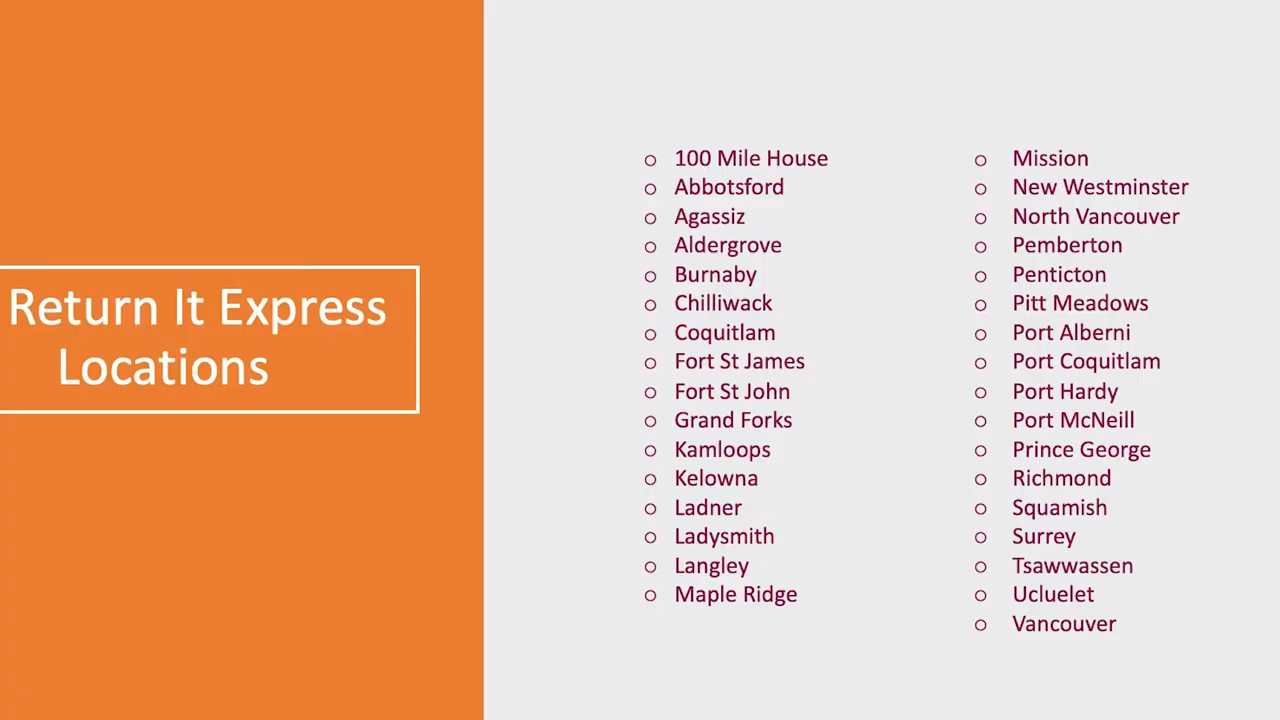 Return It Express
Locations
100 Mile House
Abbotsford
Agassiz
Aldergrove
Burnaby
Chilliwack
Coquitlam
Fort St James
Fort St John
Grand Forks
Kamloops
Kelowna
Ladner
Ladysmith
Langley
Maple Ridge
Mission
New Westminster
North Vancouver
Pemberton
Penticton
Pitt Meadows
Port Alberni
Port Coquitlam
Port Hardy
Port McNeill
Prince George
Richmond
Squamish
Surrey
Tsawwassen
Ucluelet
Vancouver